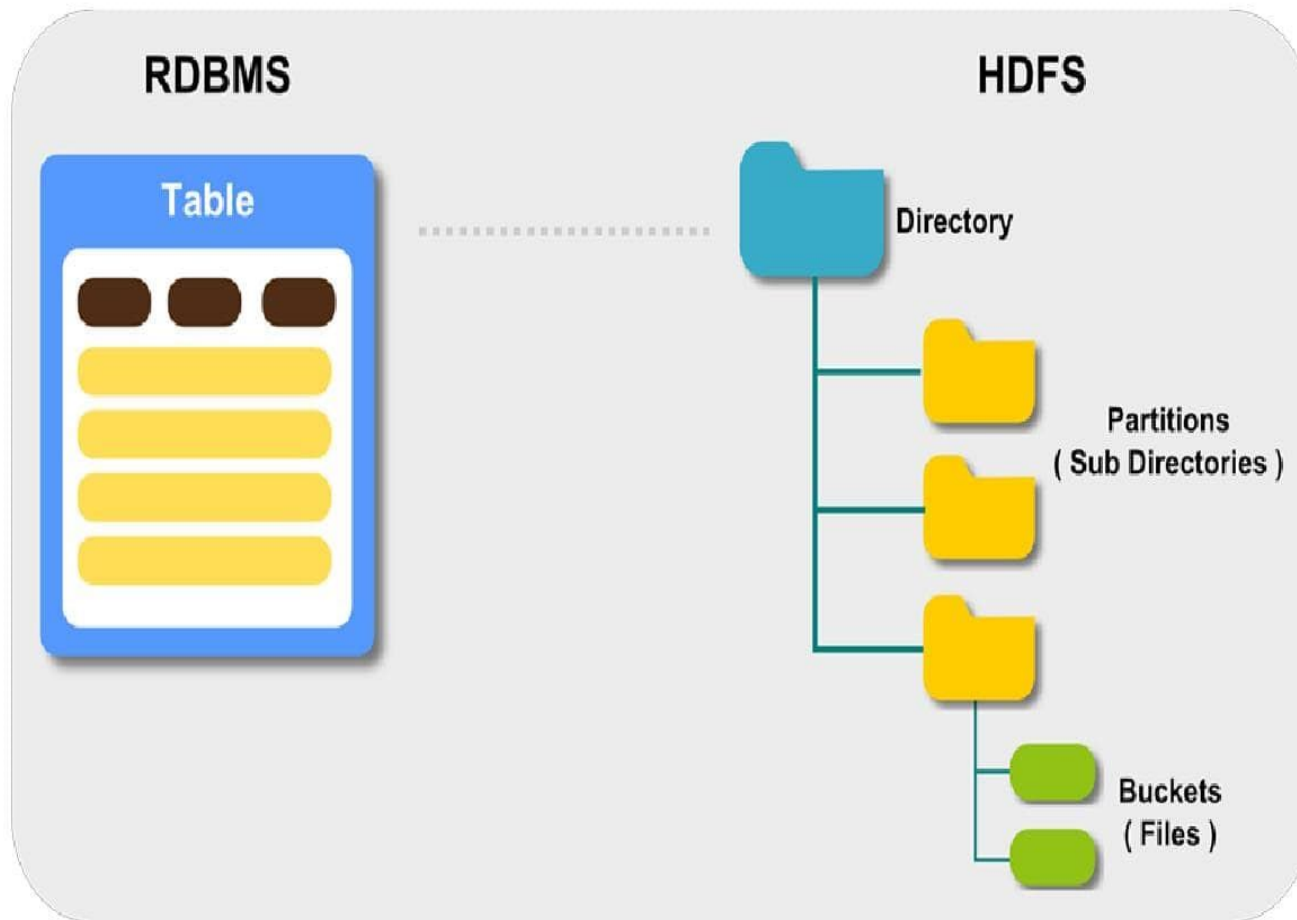 RDBMS
HDFS
Table
Directory
Partitions
( Sub Directories )
Buckets
( Files )